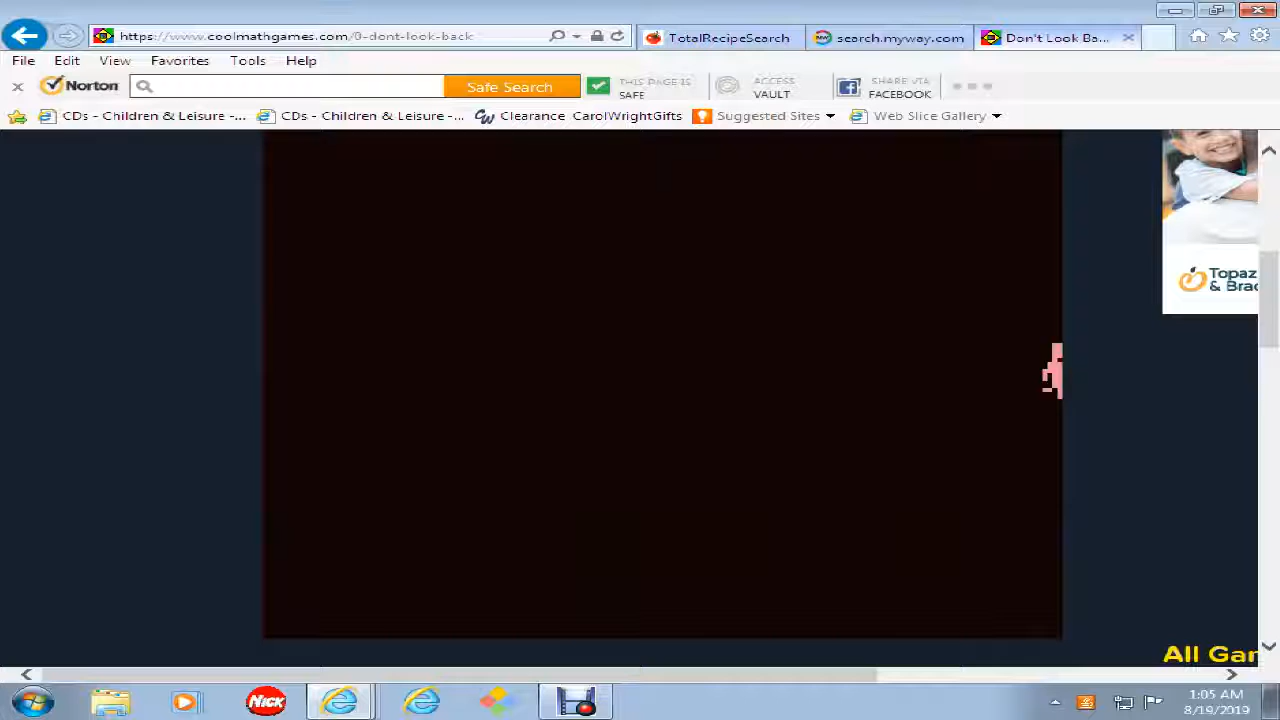 https://www.coolmathgames.com/0-dont-look-back
TotalRecipeSearch
search.myway.com
Don't Look Ba...
File Edit View Favorites Tools Help
Norton
Safe Search
THIS PAGE IS
SAFE
ACCESS
VAULT
SHARE VIA
FACEBOOK
CDs - Children & Leisure -...
CDs - Children & Leisure -...
Clearance CarolWrightGifts
Suggested Sites
Web Slice Gallery
Topaz
& Brac
All Gar
NICK
1:05 AM
8/19/2019